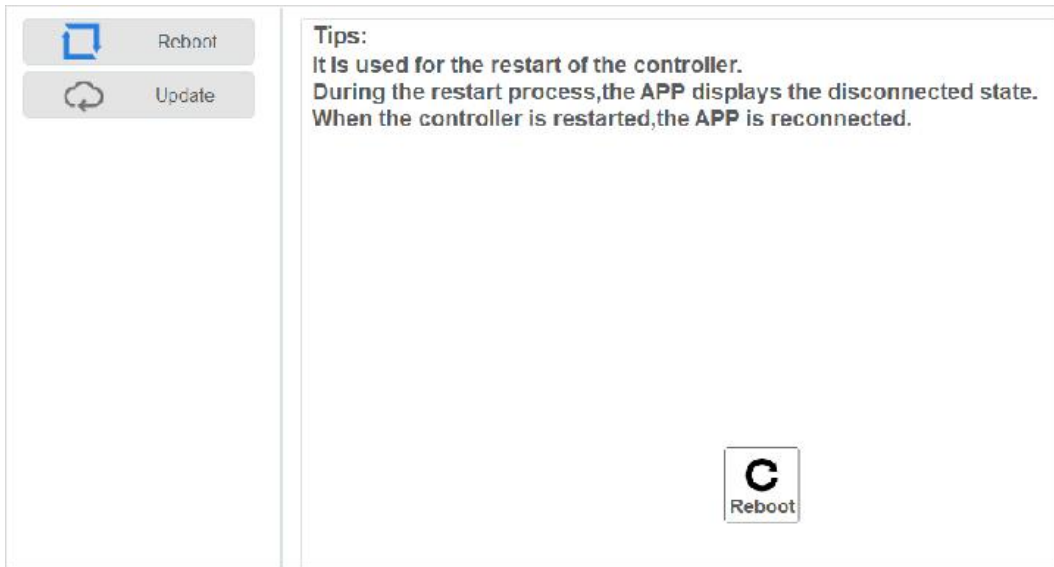 Reboot
Update
Tips:
It is used for the restart of the controller.
During the restart process,the APP displays the disconnected state.
When the controller is restarted,the APP is reconnected.
Reboot